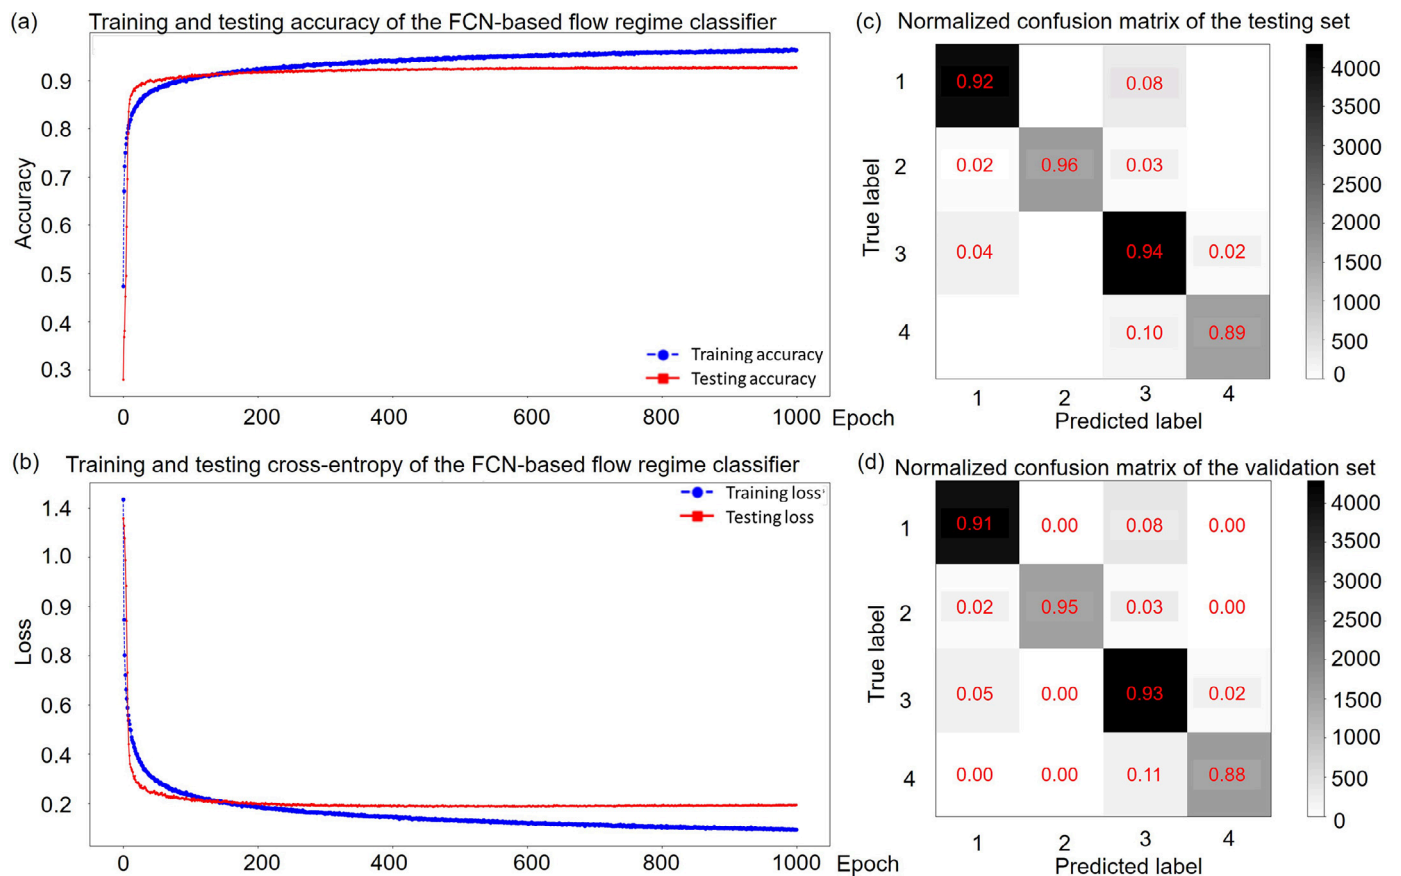 (a) Training and testing accuracy of the FCN-based flow regime classifier
0.9
0.8
0.7
0.6
0.5
0.4
0.3
Accuracy
Training accuracy
Testing accuracy
0 200 400 600 800 1000 Epoch
(c) Normalized confusion matrix of the testing set
1 0.92 0.08
2 0.02 0.96 0.03
3 0.04 0.94 0.02
4 0.10 0.89
True label
1 2 3 4
Predicted label
4000
3500
3000
2500
2000
1500
1000
500
0
(b) Training and testing cross-entropy of the FCN-based flow regime classifier
1.4
1.0
0.9
0.8
0.6
0.4
0.2
Loss
Training loss
Testing loss
0 200 400 600 800 1000 Epoch
(d) Normalized confusion matrix of the validation set
1 0.91 0.00 0.08 0.00
2 0.02 0.95 0.03 0.00
3 0.05 0.00 0.93 0.02
4 0.00 0.00 0.11 0.88
True label
1 2 3 4
Predicted label
4000
3500
3000
2500
2000
1500
1000
500
0